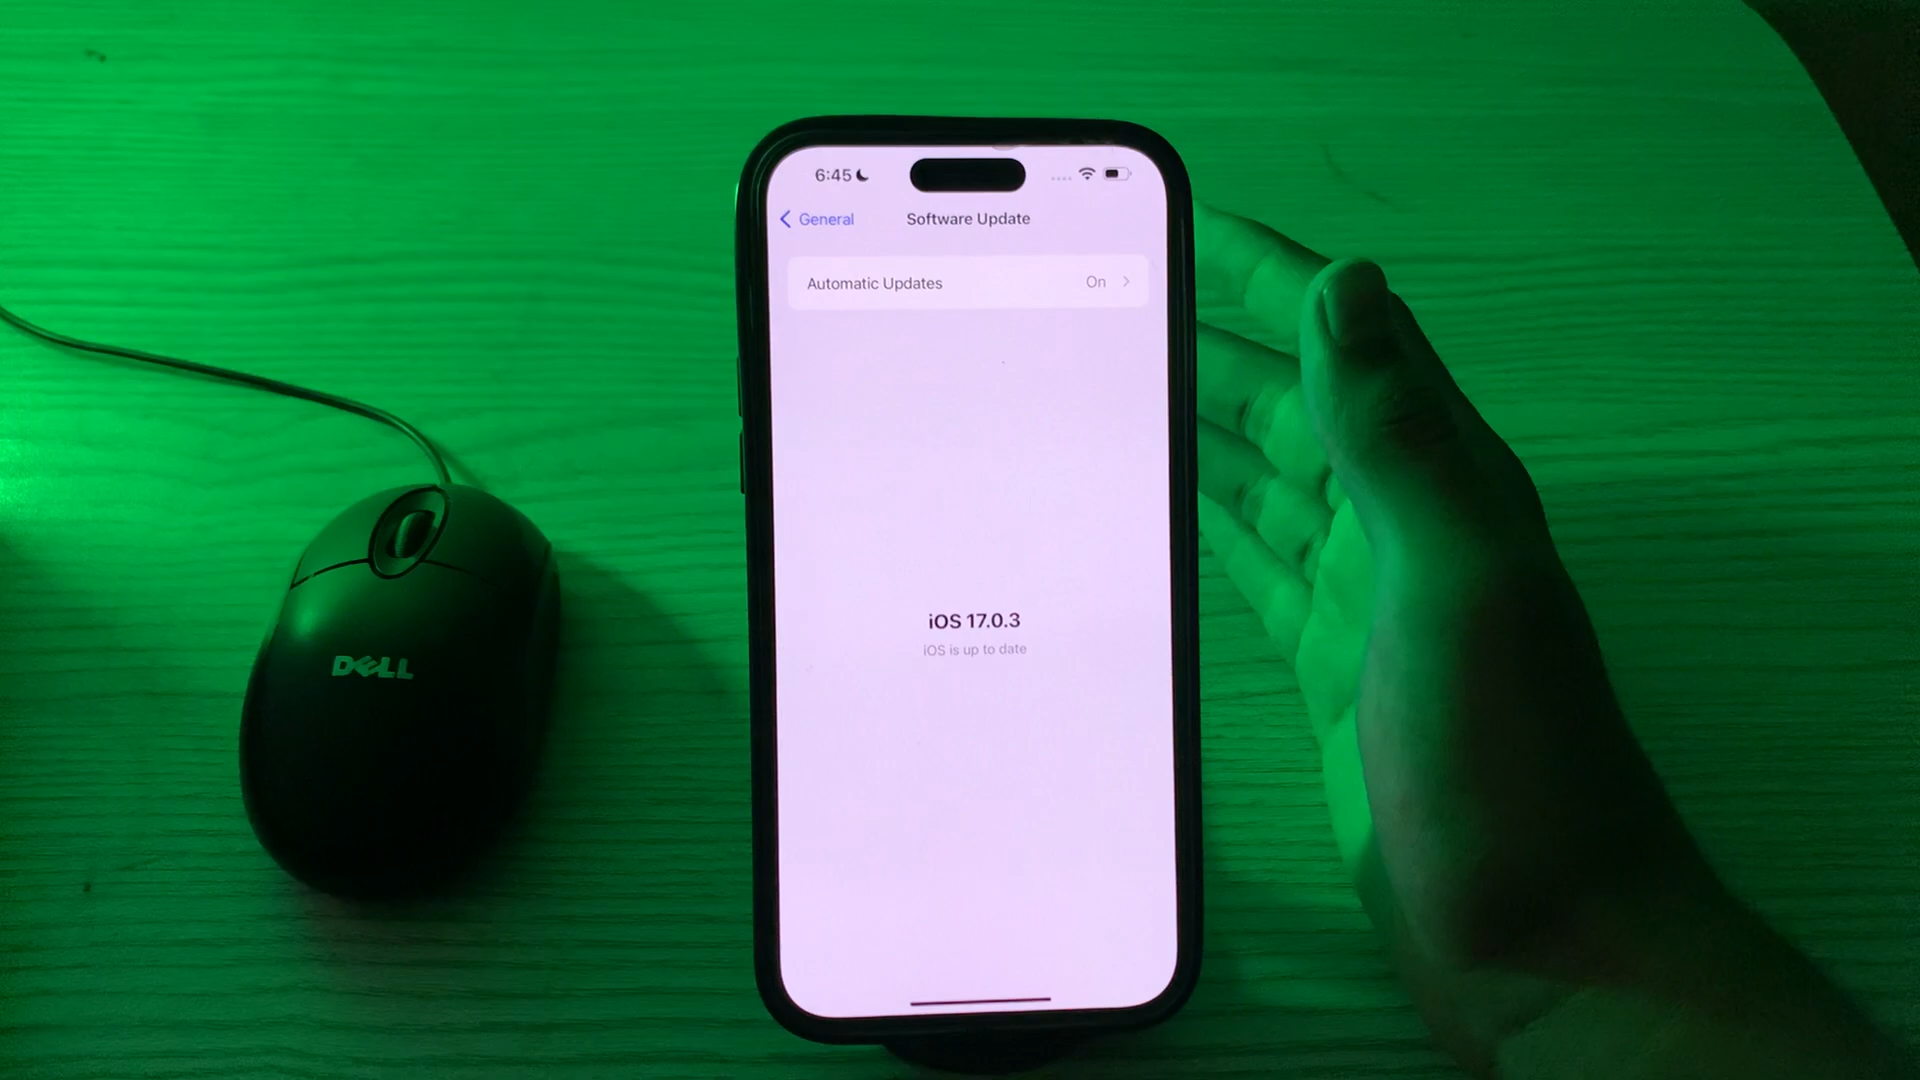 6:45
General
Software Update
Automatic Updates
On
iOS 17.0.3
iOS is up to date
DELL